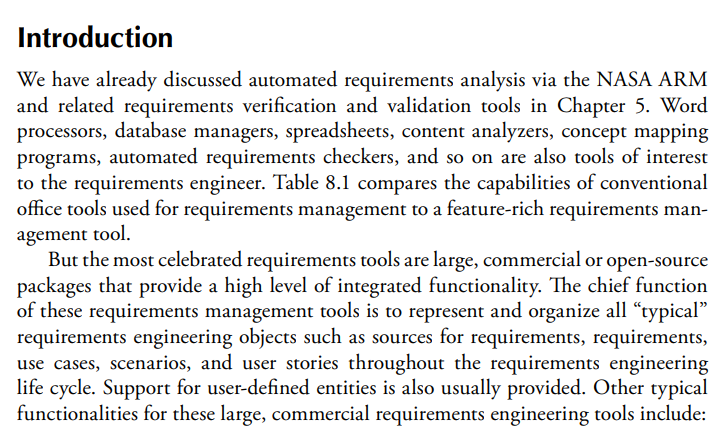 Introduction
We have already discussed automated requirements analysis via the NASA ARM
and related requirements verification and validation tools in Chapter 5. Word
processors, database managers, spreadsheets, content analyzers, concept mapping
programs, automated requirements checkers, and so on are also tools of interest
to the requirements engineer. Table 8.1 compares the capabilities of conventional
office tools used for requirements management to a feature-rich requirements man-
agement tool.
But the most celebrated requirements tools are large, commercial or open-source
packages that provide a high level of integrated functionality. The chief function
of these requirements management tools is to represent and organize all “typical”
requirements engineering objects such as sources for requirements, requirements,
use cases, scenarios, and user stories throughout the requirements engineering
life cycle. Support for user-defined entities is also usually provided. Other typical
functionalities for these large, commercial requirements engineering tools include: